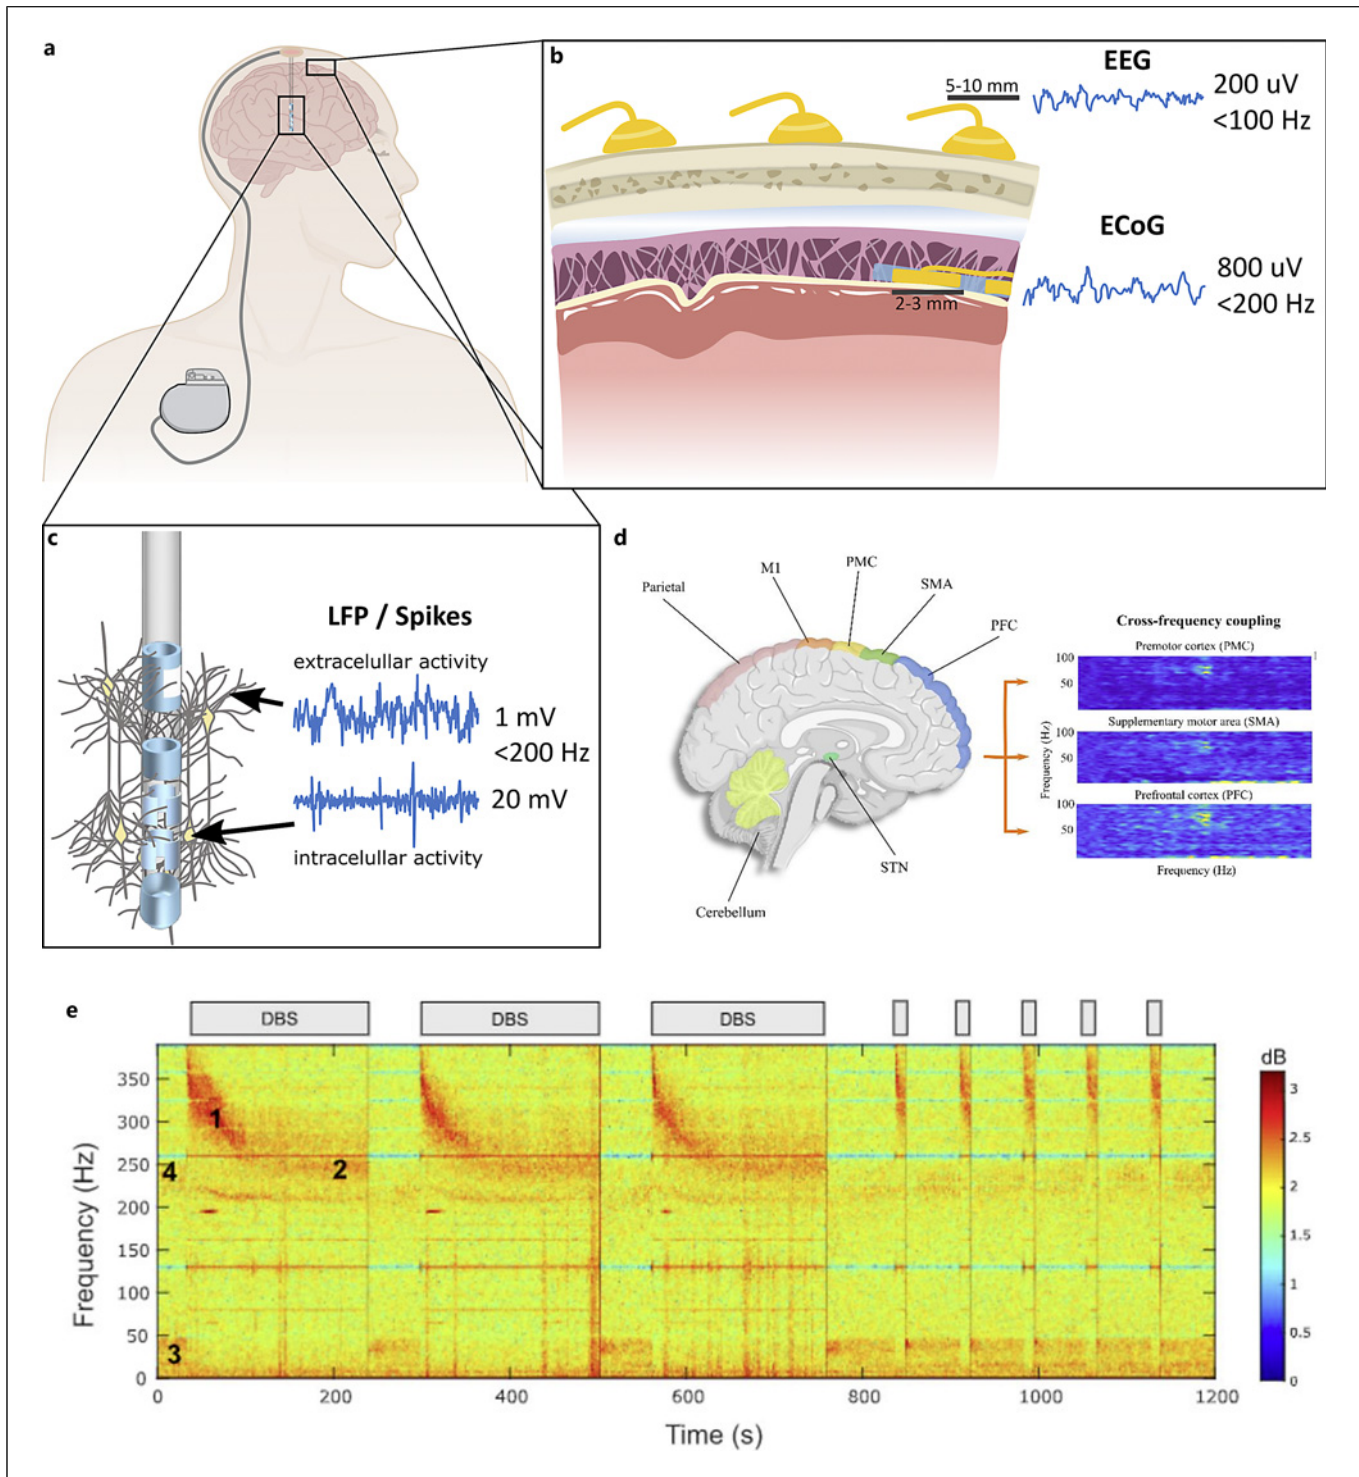 a
b
EEG
5-10 mm
200 uV
<100 Hz
ECoG
800 uV
<200 Hz
2-3 mm
c
LFP / Spikes
extracelullar activity
1 mV
<200 Hz
20 mV
intracelullar activity
d
Parietal
M1
PMC
SMA
PFC
STN
Cerebellum
Cross-frequency coupling
Premotor cortex (PMC)
100
50
Supplementary motor area (SMA)
100
50
Prefrontal cortex (PFC)
100
50
Frequency (Hz)
Frequency (Hz)
e
DBS
DBS
DBS
Frequency (Hz)
350
300
250
200
150
100
50
0
1
2
4
3
0
200
400
600
800
1000
1200
Time (s)
dB
3
2.5
2
1.5
1
0.5
0